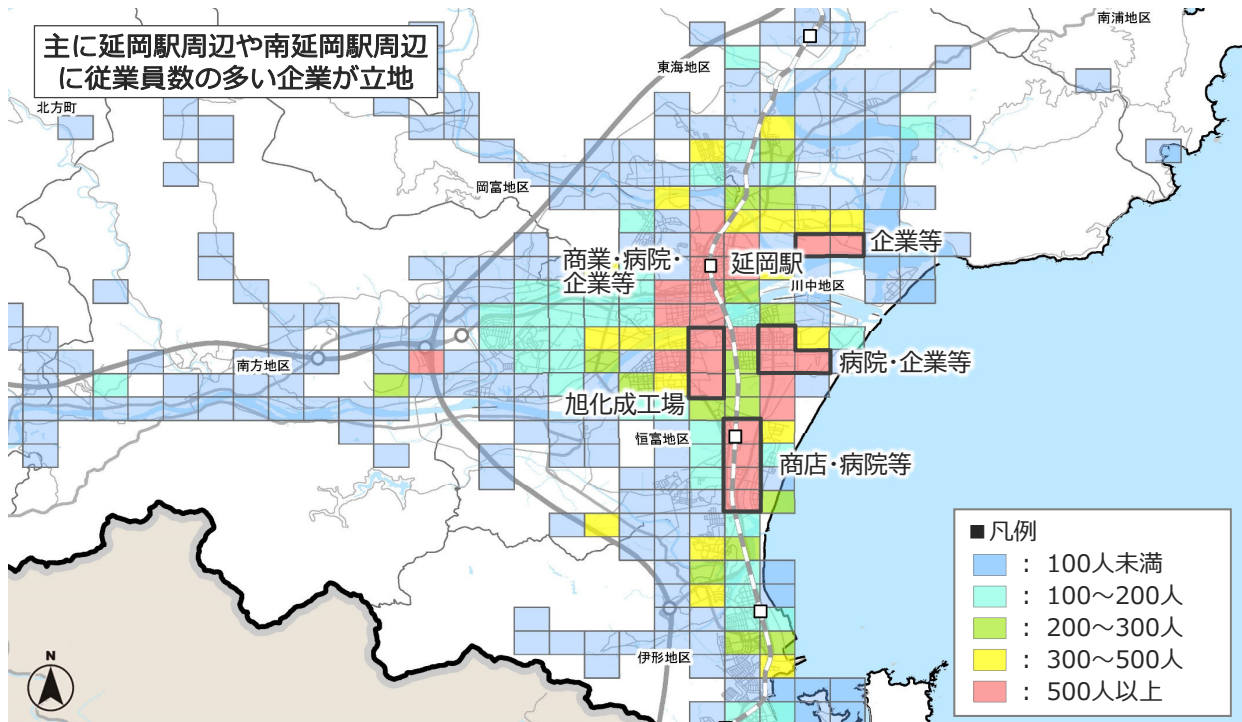 主に延岡駅周辺や南延岡駅周辺
に従業員数の多い企業が立地
南浦地区
東海地区
北方町
岡富地区
企業等
商業・病院・
企業等
延岡駅
川中地区
南方地区
病院・企業等
旭化成工場
恒富地区
商店・病院等
伊形地区
N
■凡例
：100人未満
：100～200人
：200～300人
：300～500人
：500人以上